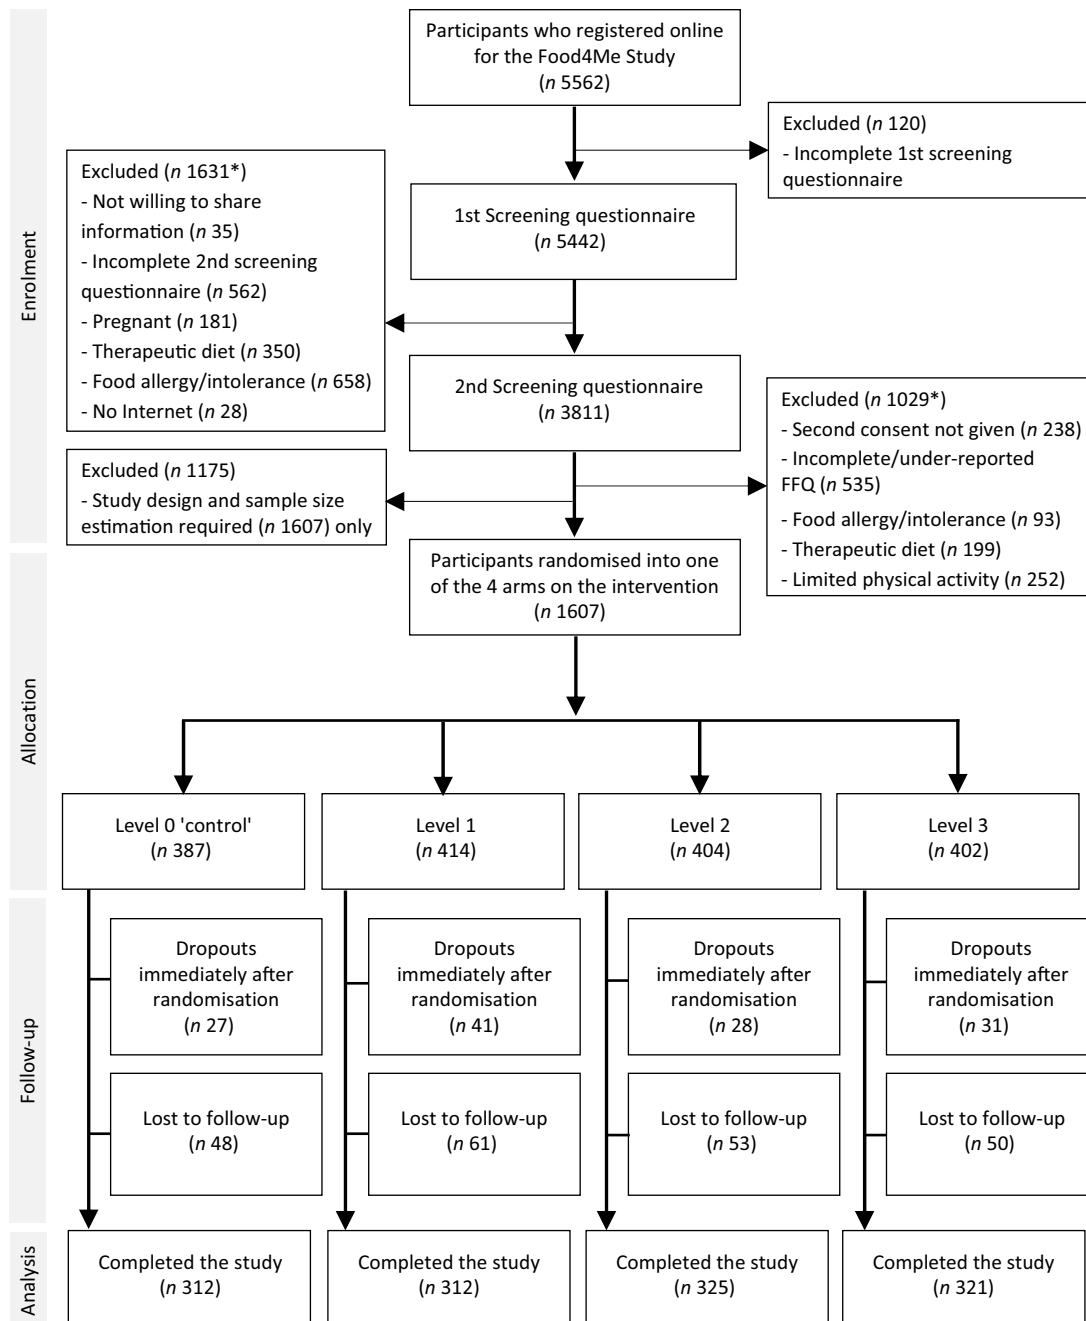 Participants who registered online
for the Food4Me Study
(n 5562)
Excluded (n 120)
- Incomplete 1st screening
questionnaire
Excluded (n 1631*)
- Not willing to share
information (n 35)
- Incomplete 2nd screening
questionnaire (n 562)
- Pregnant (n 181)
- Therapeutic diet (n 350)
- Food allergy/intolerance (n 658)
- No Internet (n 28)
1st Screening questionnaire
(n 5442)
Enrolment
2nd Screening questionnaire
(n 3811)
Excluded (n 1029*)
- Second consent not given (n 238)
- Incomplete/under-reported
FFQ (n 535)
- Food allergy/intolerance (n 93)
- Therapeutic diet (n 199)
- Limited physical activity (n 252)
Excluded (n 1175)
- Study design and sample size
estimation required (n 1607) only
Participants randomised into one
of the 4 arms on the intervention
(n 1607)
Allocation
Level 0 'control'
(n 387)
Level 1
(n 414)
Level 2
(n 404)
Level 3
(n 402)
Follow-up
Dropouts
immediately after
randomisation
(n 27)
Dropouts
immediately after
randomisation
(n 41)
Dropouts
immediately after
randomisation
(n 28)
Dropouts
immediately after
randomisation
(n 31)
Lost to follow-up
(n 48)
Lost to follow-up
(n 61)
Lost to follow-up
(n 53)
Lost to follow-up
(n 50)
Analysis
Completed the study
(n 312)
Completed the study
(n 312)
Completed the study
(n 325)
Completed the study
(n 321)